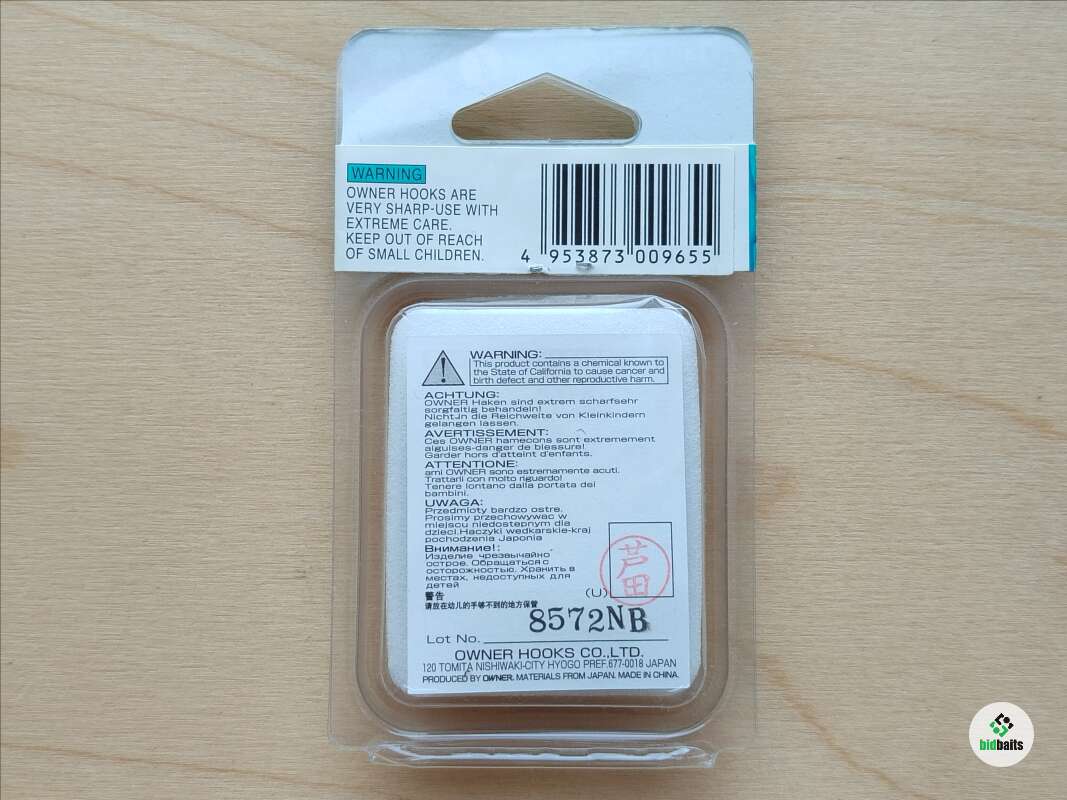 WARNING
OWNER HOOKS ARE
VERY SHARP-USE WITH
EXTREME CARE.
KEEP OUT OF REACH
OF SMALL CHILDREN.
4 953873 009655
WARNING:
This product contains a chemical known to
the State of California to cause cancer and
birth defect and other reproductive harm.
ACHTUNG:
OWNER Haken sind extrem scharfsehr
sorgfaltig behandeln!
NichtJn die Reichweite von Kleinkindern
gelangen lassen.
AVERTISSEMENT:
Ces OWNER hamecons sont extremement
aiguises-danger de blessure!
Garder hors d'atteint d'enfants.
ATTENTIONE:
ami OWNER sono estremamente acuti.
Trattarli con molto riguardo!
Tenere lontano dalla portata dei
bambini.
UWAGA:
Przedmioty bardzo ostre.
Prosimy przechowywac w
miejscu niedostepnym dla
dzieci.Haczyki wedkarskie-kraj
pochodzenia Japonia
Внимание!:
Изделие чрезвычайно
острое. Обращаться с
осторожностью. Хранить в
местах, недоступных для
детей
警告
请放在幼儿的手够不到的地方保管
(U)
芦田
8572NB
Lot No.
OWNER HOOKS CO.,LTD.
120 TOMITA NISHIWAKI-CITY HYOGO PREF.677-0018 JAPAN
PRODUCED BY OWNER. MATERIALS FROM JAPAN. MADE IN CHINA.
bidbaits